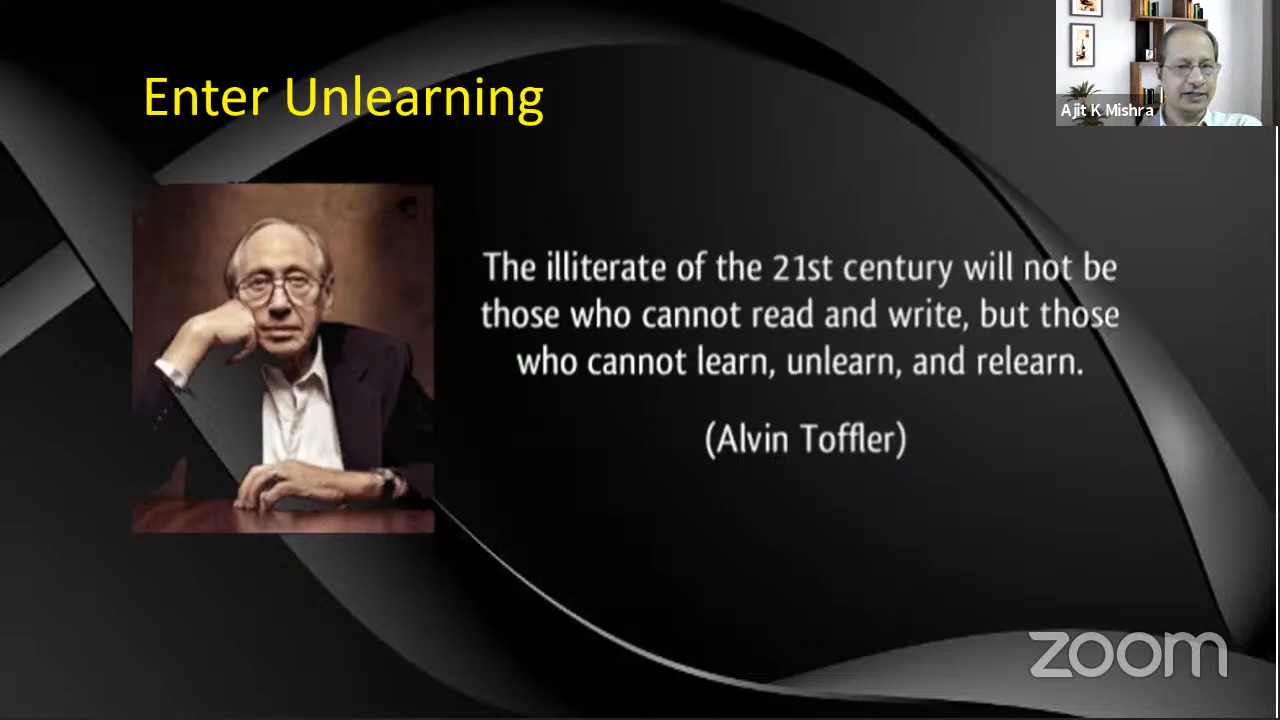 Enter Unlearning
Ajit K Mishra
The illiterate of the 21st century will not be
those who cannot read and write, but those
who cannot learn, unlearn, and relearn.
(Alvin Toffler)
zoom